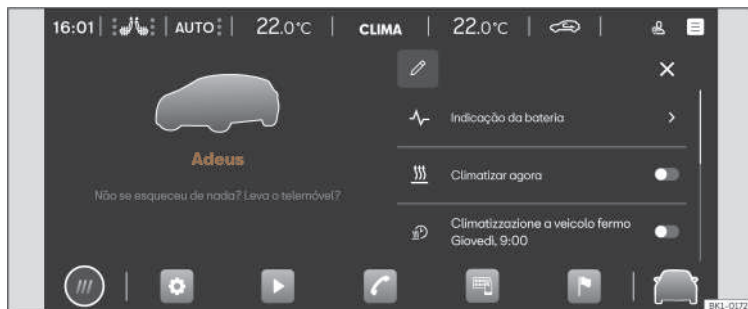 16:01 AUTO 22.0°C CLIMA 22.0°C
Adeus
Não se esqueceu de nada? Leva o telemóvel?
Indicação da bateria
Climatizar agora
Climatizzazione a veicolo fermo
Giovedì, 9:00
BK1-0172